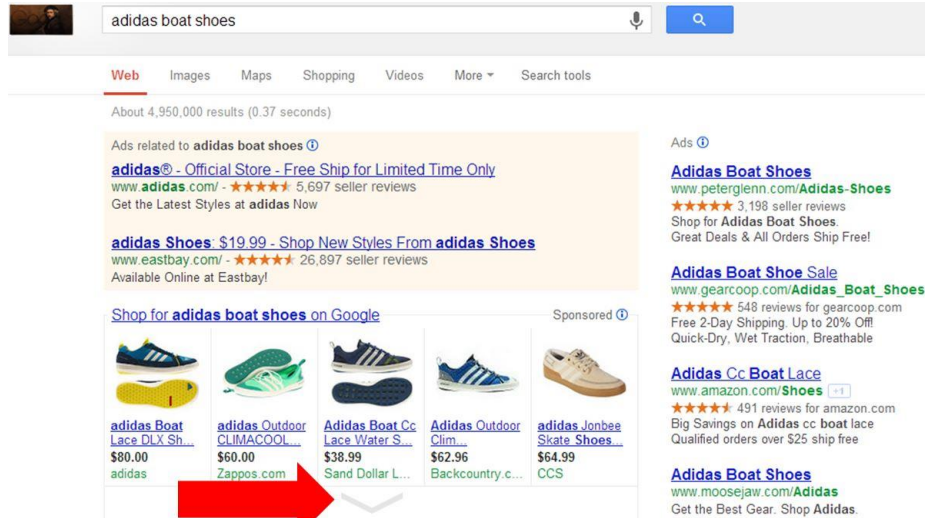 adidas boat shoes
Web Images Maps Shopping Videos More Search tools
About 4,950,000 results (0.37 seconds)
Ads related to adidas boat shoes
adidas® - Official Store - Free Ship for Limited Time Only
www.adidas.com/ - 5,697 seller reviews
Get the Latest Styles at adidas Now
adidas Shoes: $19.99 - Shop New Styles From adidas Shoes
www.eastbay.com/ - 26,897 seller reviews
Available Online at Eastbay!
Shop for adidas boat shoes on Google Sponsored
adidas Boat
Lace DLX Sh...
$80.00
adidas
adidas Outdoor
CLIMACOOL...
$60.00
Zappos.com
Adidas Boat Cc
Lace Water S...
$38.99
Sand Dollar L...
Adidas Outdoor
Clim...
$62.96
Backcountry.c...
adidas Jonbee
Skate Shoes...
$64.99
CCS
Ads
Adidas Boat Shoes
www.peterglenn.com/Adidas-Shoes
3,198 seller reviews
Shop for Adidas Boat Shoes.
Great Deals & All Orders Ship Free!
Adidas Boat Shoe Sale
www.gearcoop.com/Adidas_Boat_Shoes
548 reviews for gearcoop.com
Free 2-Day Shipping. Up to 20% Off!
Quick-Dry, Wet Traction, Breathable
Adidas Cc Boat Lace
www.amazon.com/Shoes +1
491 reviews for amazon.com
Big Savings on Adidas cc boat lace
Qualified orders over $25 ship free
Adidas Boat Shoes
www.moosejaw.com/Adidas
Get the Best Gear. Shop Adidas.